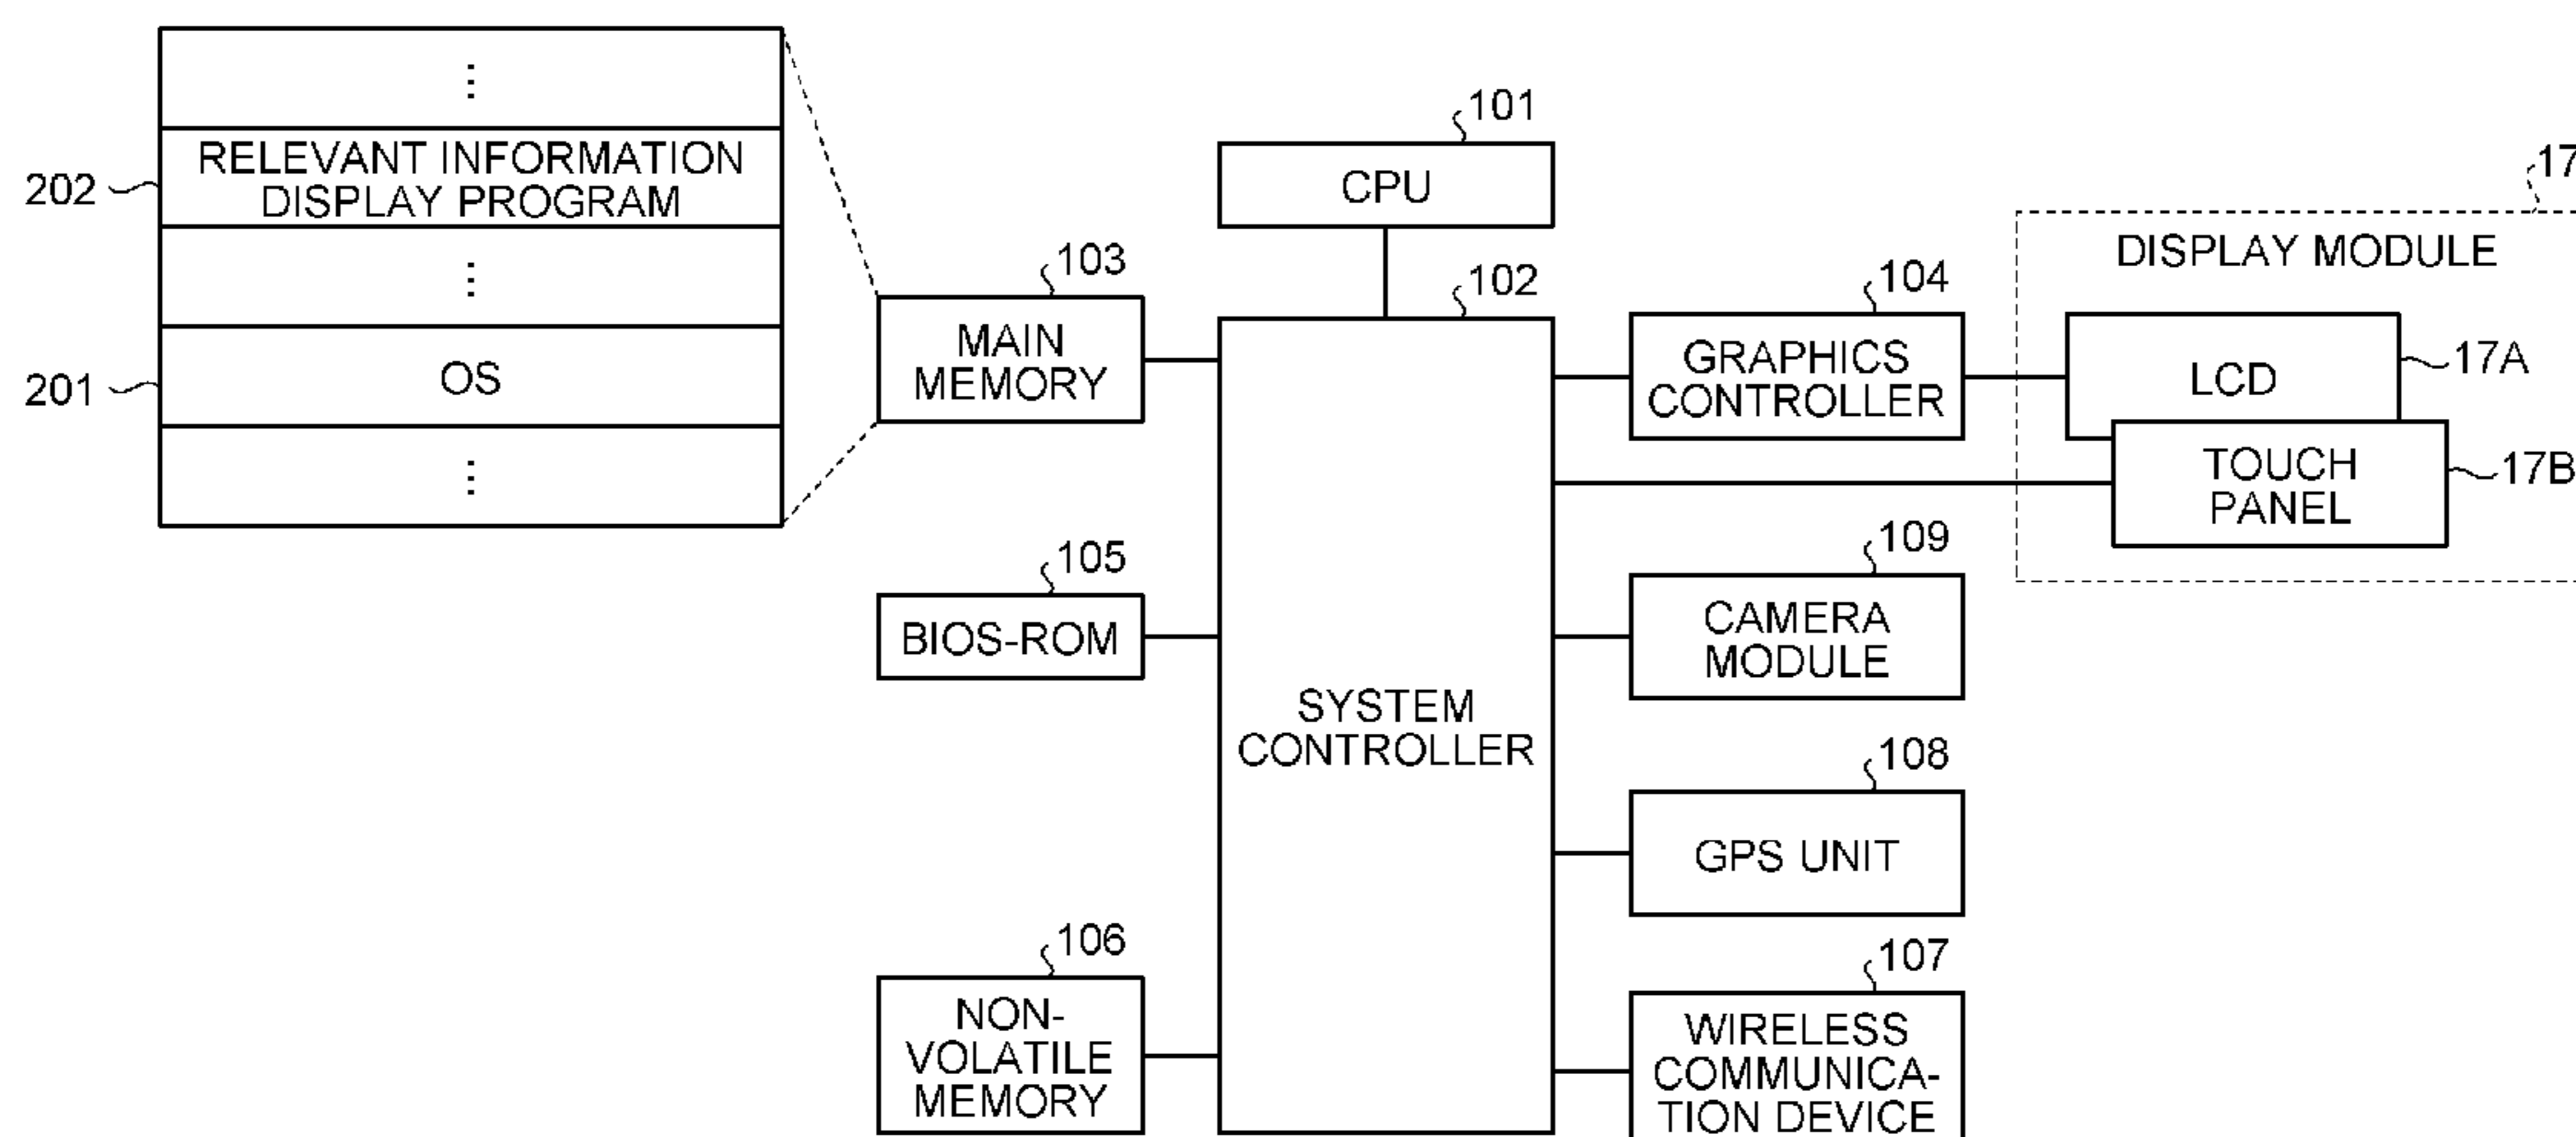 ⋮
202
RELEVANT INFORMATION
DISPLAY PROGRAM
⋮
201
OS
⋮
101
CPU
103
MAIN
MEMORY
102
SYSTEM
CONTROLLER
104
GRAPHICS
CONTROLLER
17
DISPLAY MODULE
LCD
17A
TOUCH
PANEL
17B
105
BIOS-ROM
109
CAMERA
MODULE
108
GPS UNIT
106
NON-
VOLATILE
MEMORY
107
WIRELESS
COMMUNICA-
TION DEVICE